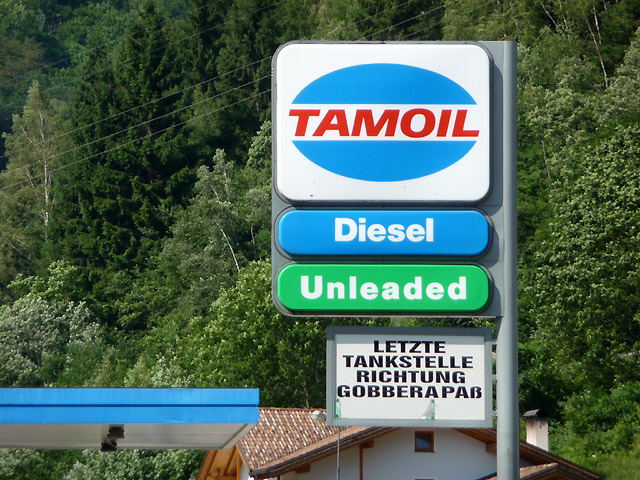 TAMOIL
Diesel
Unleaded
LETZTE
TANKSTELLE
RICHTUNG
GOBBERAPAß